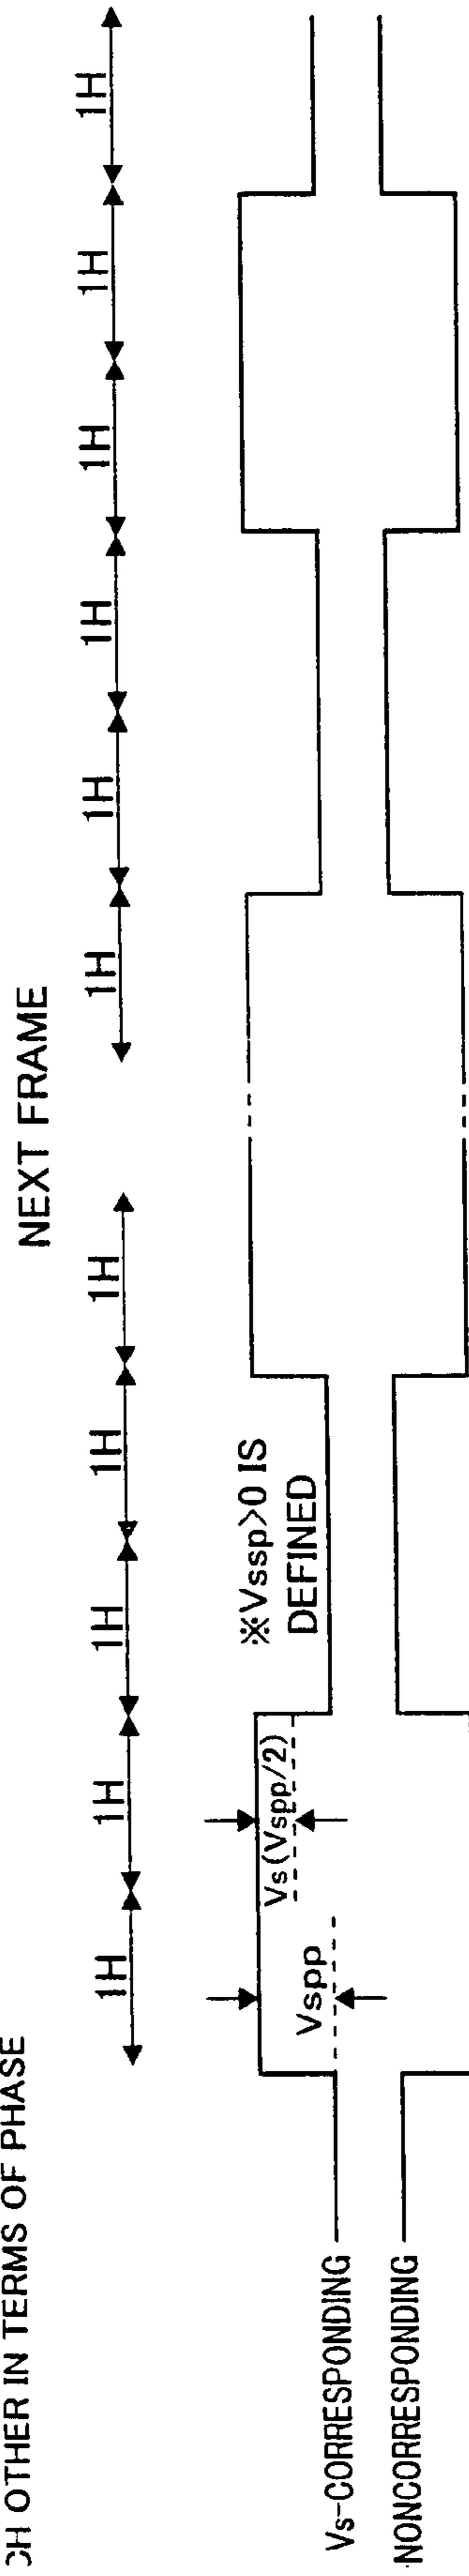 CH OTHER IN TERMS OF PHASE
NEXT FRAME
1H 1H 1H 1H 1H 1H 1H 1H 1H 1H 1H
Vspp
Vs(Vspp/2)
※Vssp>0 IS
DEFINED
Vs-CORRESPONDING
NONCORRESPONDING